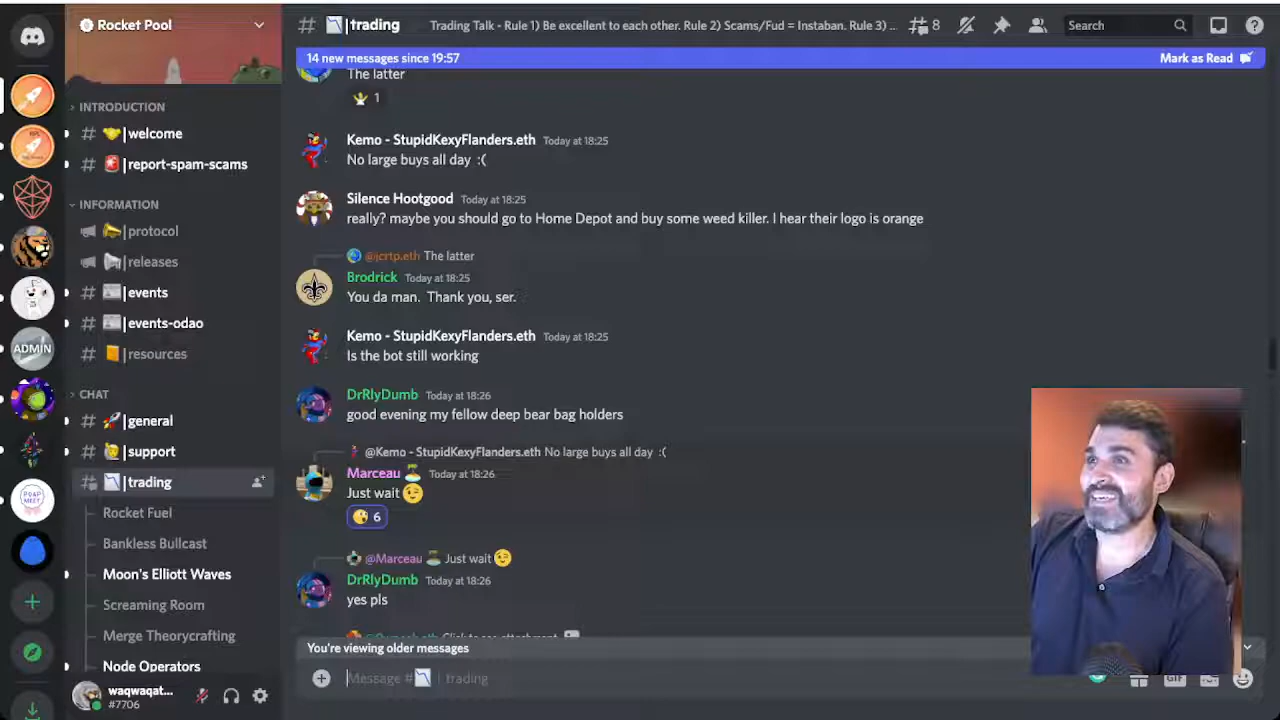 Rocket Pool
INTRODUCTION
# | welcome
# | report-spam-scams
INFORMATION
| protocol
| releases
| events
| events-odao
# | resources
CHAT
# | general
# | support
| trading
Rocket Fuel
Bankless Bullcast
Moon's Elliott Waves
Screaming Room
Merge Theorycrafting
Node Operators
waqwaqat...
#7706
ADMIN
POAP
MEET
# | trading
Trading Talk - Rule 1) Be excellent to each other. Rule 2) Scams/Fud = Instaban. Rule 3) ...
8
Search
14 new messages since 19:57
Mark as Read
The latter
1
Kemo - StupidKexyFlanders.eth Today at 18:25
No large buys all day :(
Silence Hootgood Today at 18:25
really? maybe you should go to Home Depot and buy some weed killer. I hear their logo is orange
@jcrtp.eth The latter
Brodrick Today at 18:25
You da man. Thank you, ser.
Kemo - StupidKexyFlanders.eth Today at 18:25
Is the bot still working
DrRlyDumb Today at 18:26
good evening my fellow deep bear bag holders
@Kemo - StupidKexyFlanders.eth No large buys all day :(
Marceau Today at 18:26
Just wait 😉
6
@Marceau Just wait 😉
DrRlyDumb Today at 18:26
yes pls
You're viewing older messages
Message # | trading
GIF